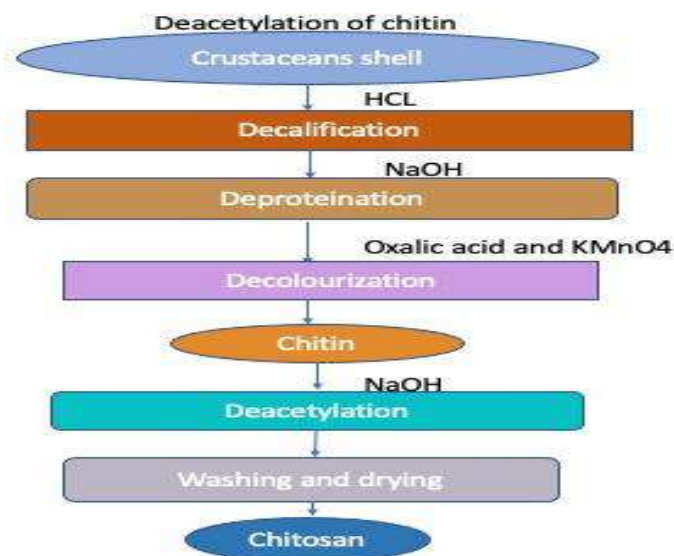 Deacetylation of chitin
Crustaceans shell
HCL
Decalification
NaOH
Deproteination
Oxalic acid and KMnO4
Decolourization
Chitin
NaOH
Deacetylation
Washing and drying
Chitosan